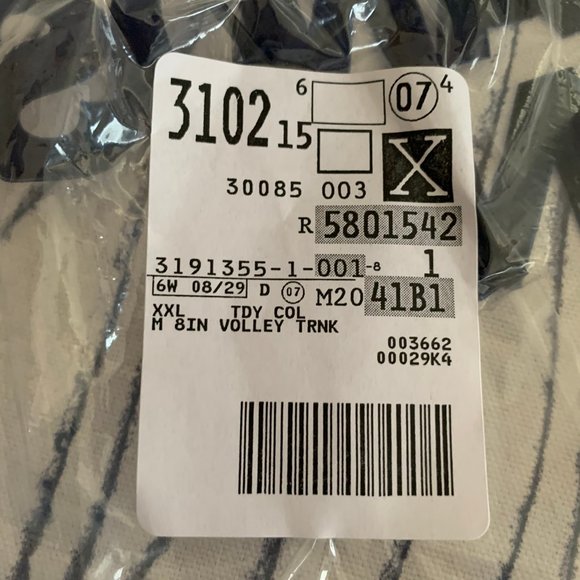 3102 15 6 07 4
X
30085 003
R 5801542
3191355-1-001-8 1
6W 08/29 D 07 M20 41B1
XXL TDY COL
M 8IN VOLLEY TRNK
003662
00029K4